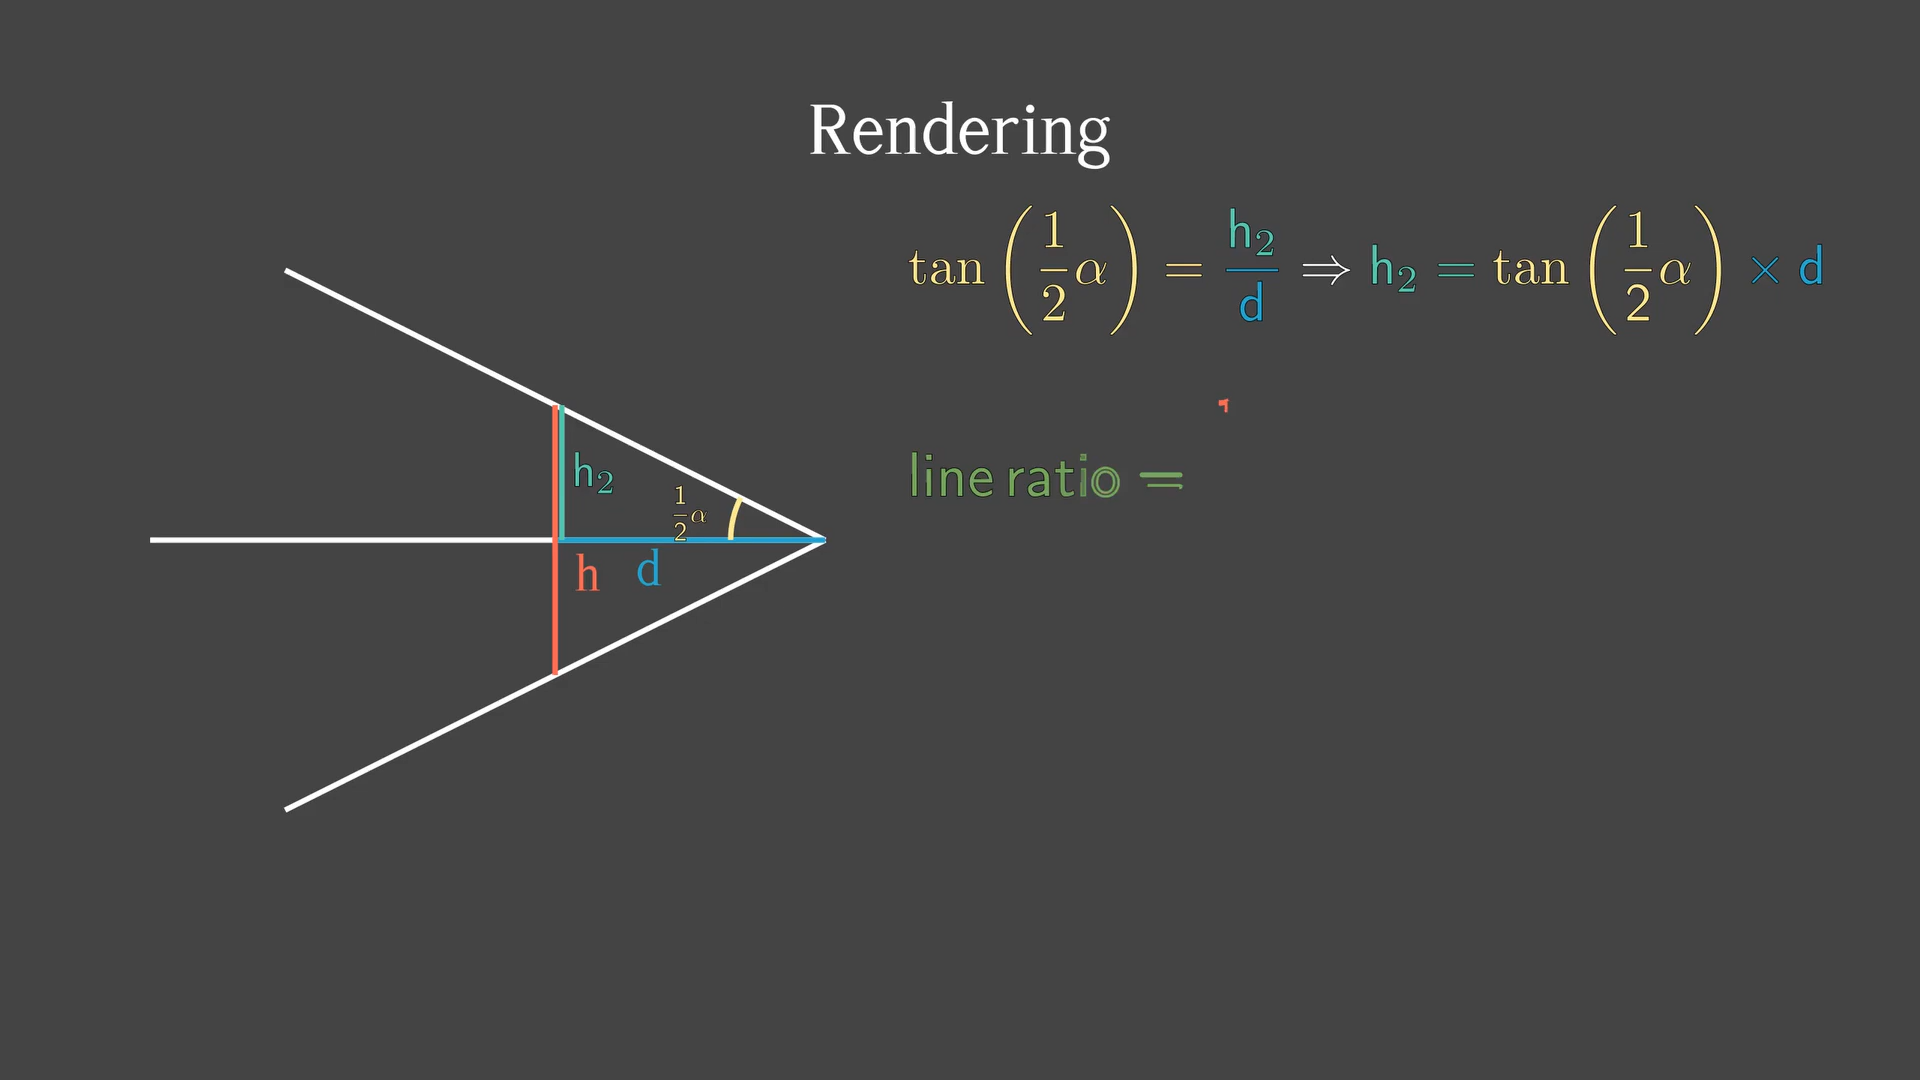 Rendering
tan(1/2 α) = h₂/d ⇒ h₂ = tan(1/2 α) × d
line ratio =
h₂
1/2 α
h d